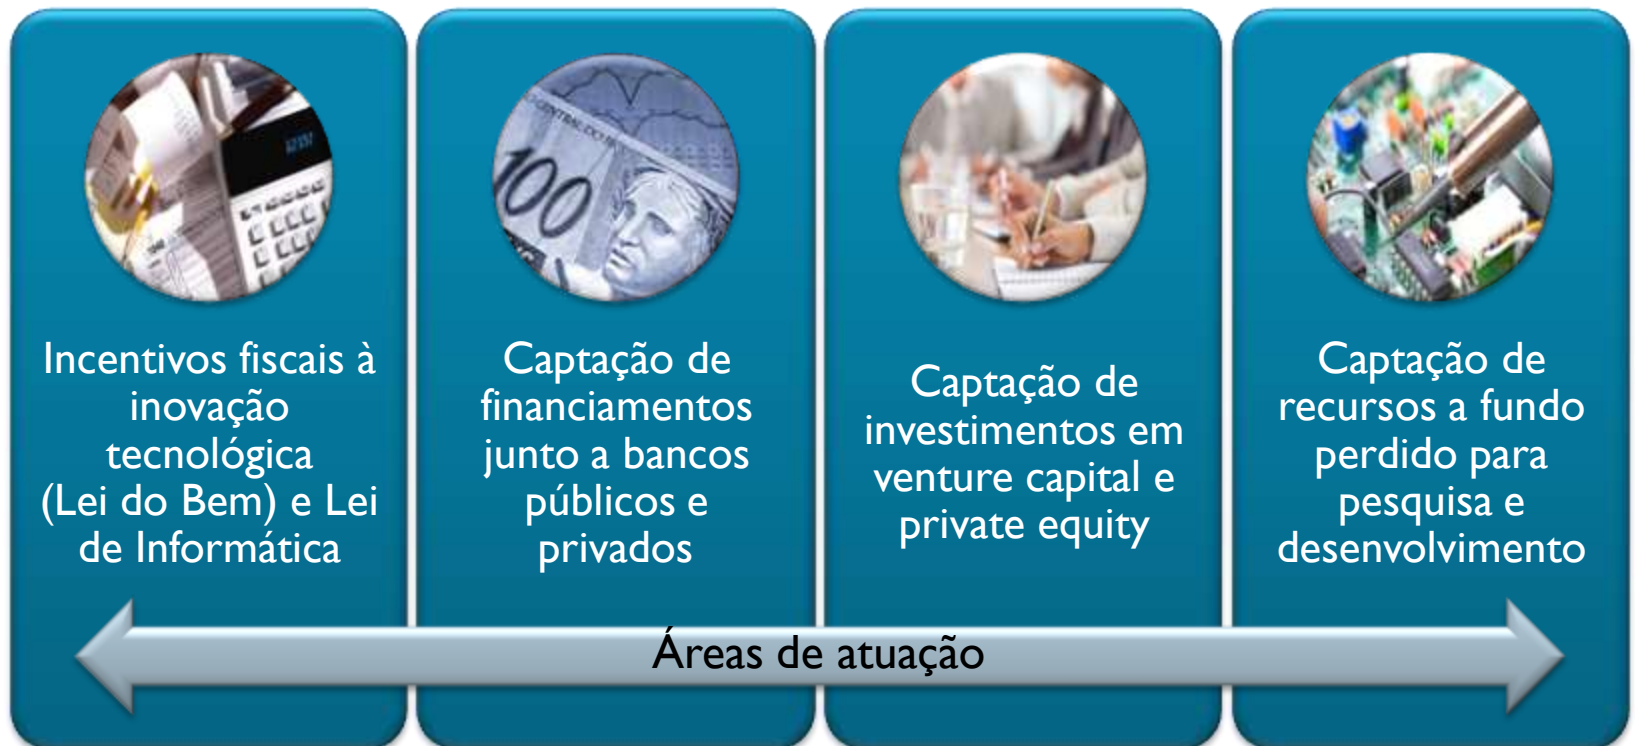 Incentivos fiscais à
inovação
tecnológica
(Lei do Bem) e Lei
de Informática
100
Captação de
financiamentos
junto a bancos
públicos e
privados
Captação de
investimentos em
venture capital e
private equity
Captação de
recursos a fundo
perdido para
pesquisa e
desenvolvimento
Áreas de atuação